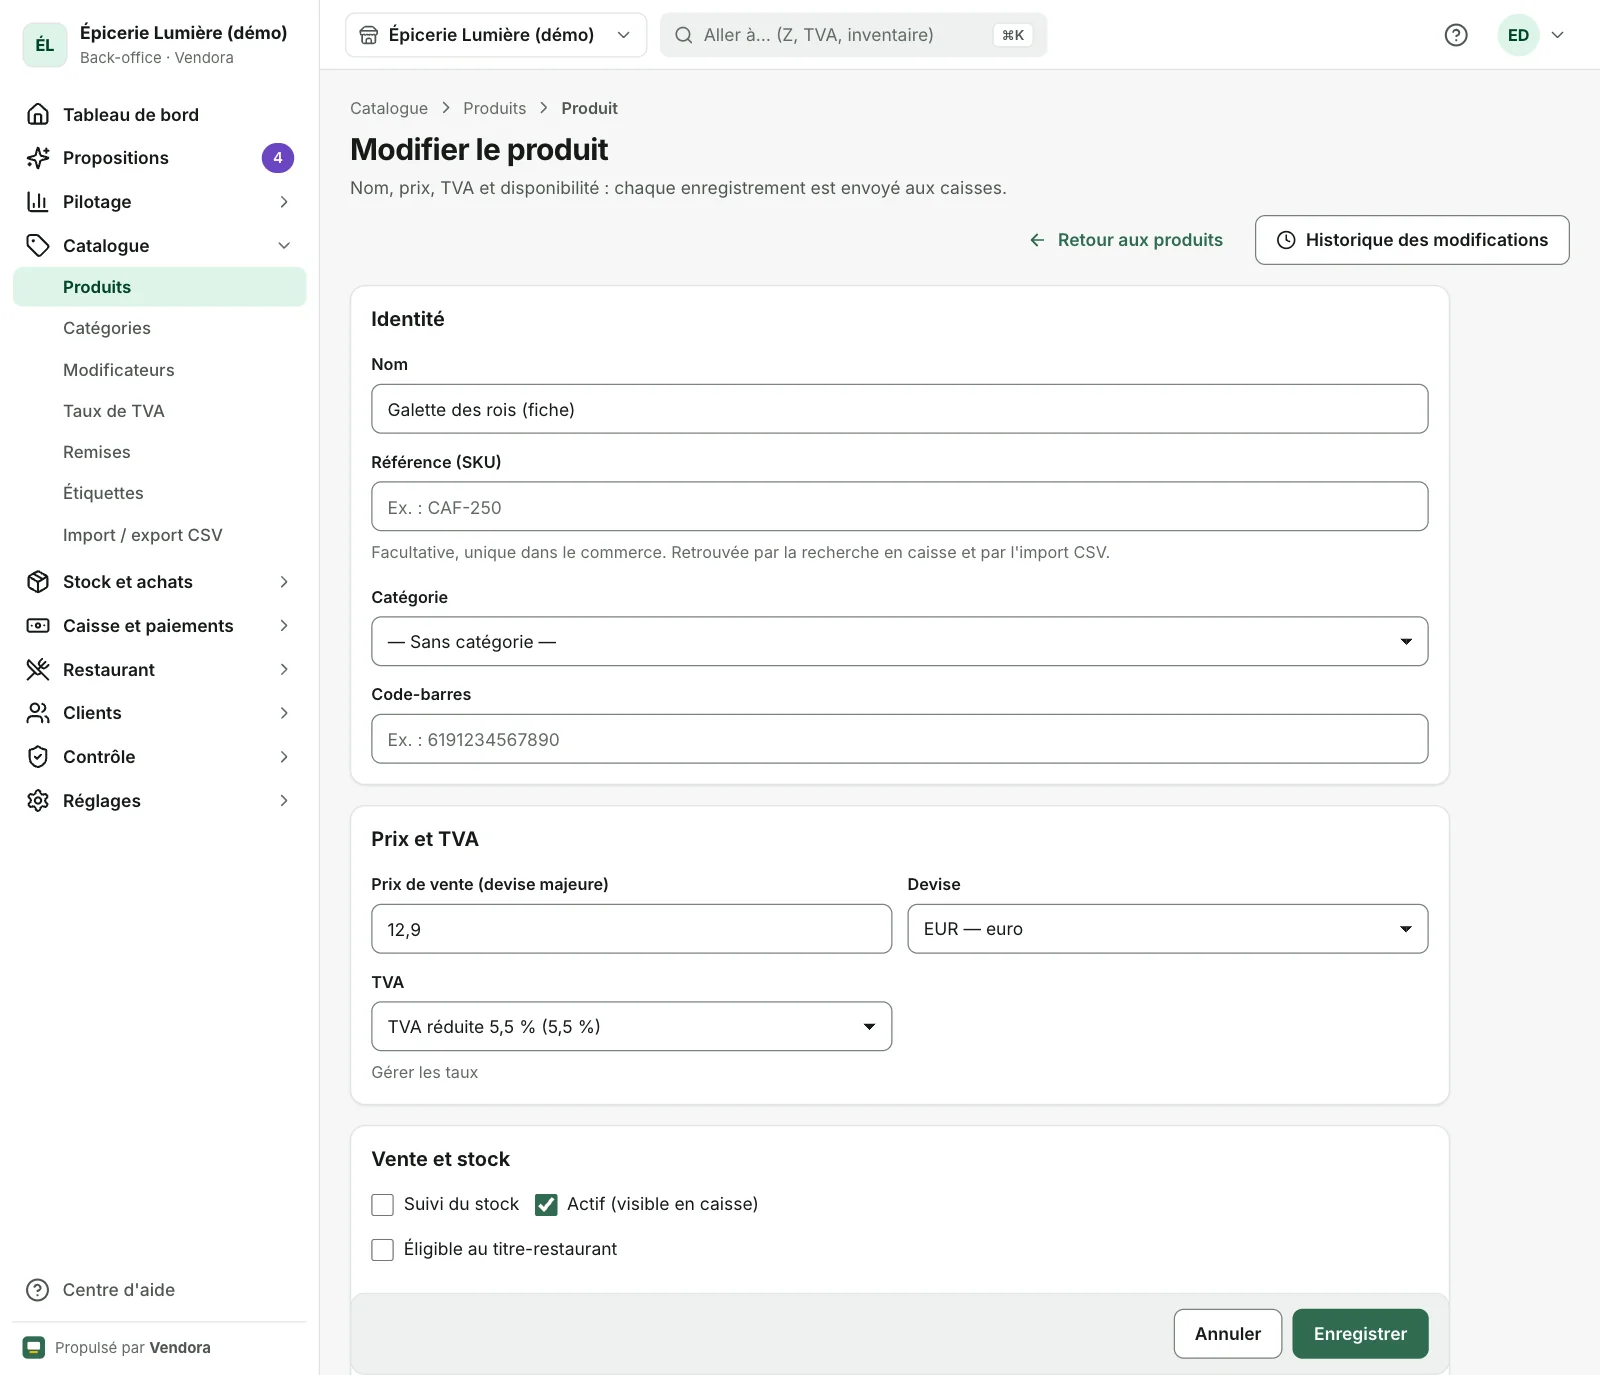 ÉL
Épicerie Lumière (démo)
Back-office · Vendora
Tableau de bord
Propositions 4
Pilotage
Catalogue
Produits
Catégories
Modificateurs
Taux de TVA
Remises
Étiquettes
Import / export CSV
Stock et achats
Caisse et paiements
Restaurant
Clients
Contrôle
Réglages
Centre d'aide
Propulsé par Vendora
Épicerie Lumière (démo)
Aller à... (Z, TVA, inventaire) ⌘K
ED
Catalogue > Produits > Produit
Modifier le produit
Nom, prix, TVA et disponibilité : chaque enregistrement est envoyé aux caisses.
← Retour aux produits
Historique des modifications
Identité
Nom
Galette des rois (fiche)
Référence (SKU)
Ex. : CAF-250
Facultative, unique dans le commerce. Retrouvée par la recherche en caisse et par l'import CSV.
Catégorie
— Sans catégorie —
Code-barres
Ex. : 6191234567890
Prix et TVA
Prix de vente (devise majeure)
12,9
Devise
EUR — euro
TVA
TVA réduite 5,5 % (5,5 %)
Gérer les taux
Vente et stock
Suivi du stock
Actif (visible en caisse)
Éligible au titre-restaurant
Annuler
Enregistrer